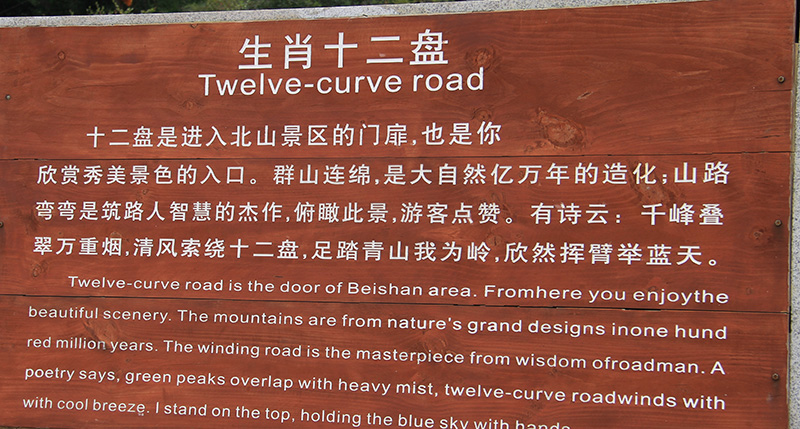 生肖十二盘
Twelve-curve road
十二盘是进入北山景区的门扉,也是你
欣赏秀美景色的入口。群山连绵,是大自然亿万年的造化;山路
弯弯是筑路人智慧的杰作,俯瞰此景,游客点赞。有诗云：千峰叠
翠万重烟,清风索绕十二盘,足踏青山我为岭,欣然挥臂举蓝天。
Twelve-curve road is the door of Beishan area. Fromhere you enjoythe
beautiful scenery. The mountains are from nature's grand designs inone hund
red million years. The winding road is the masterpiece from wisdom ofroadman. A
poetry says, green peaks overlap with heavy mist, twelve-curve roadwinds with
with cool breeze. I stand on the top, holding the blue sky with hands